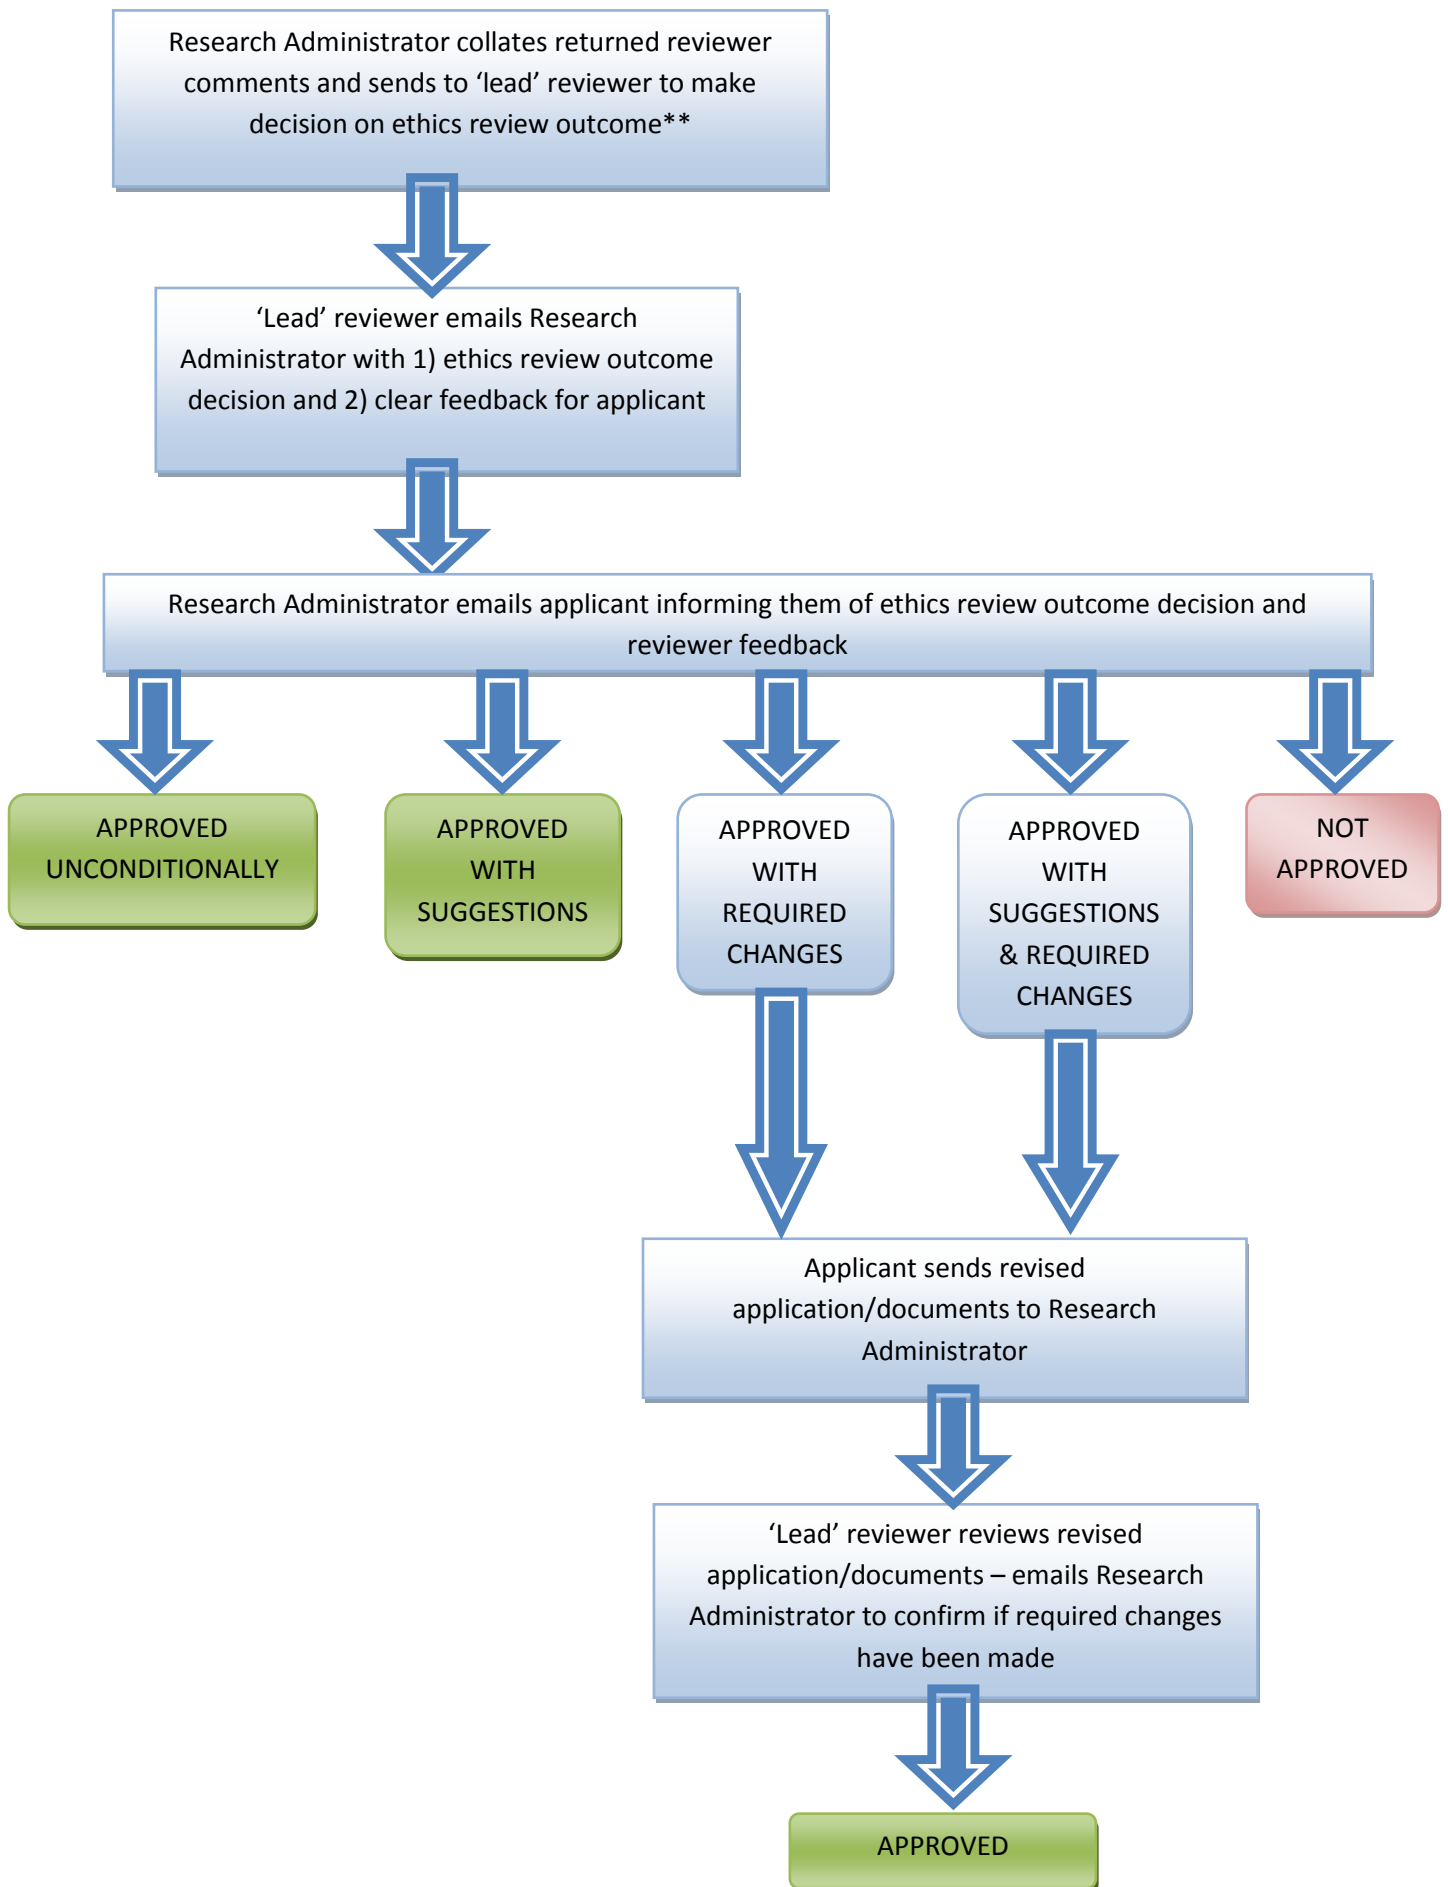 Research Administrator collates returned reviewer
comments and sends to ‘lead’ reviewer to make
decision on ethics review outcome**
‘Lead’ reviewer emails Research
Administrator with 1) ethics review outcome
decision and 2) clear feedback for applicant
Research Administrator emails applicant informing them of ethics review outcome decision and
reviewer feedback
APPROVED
UNCONDITIONALLY
APPROVED
WITH
SUGGESTIONS
APPROVED
WITH
REQUIRED
CHANGES
APPROVED
WITH
SUGGESTIONS
& REQUIRED
CHANGES
NOT
APPROVED
Applicant sends revised
application/documents to Research
Administrator
‘Lead’ reviewer reviews revised
application/documents – emails Research
Administrator to confirm if required changes
have been made
APPROVED